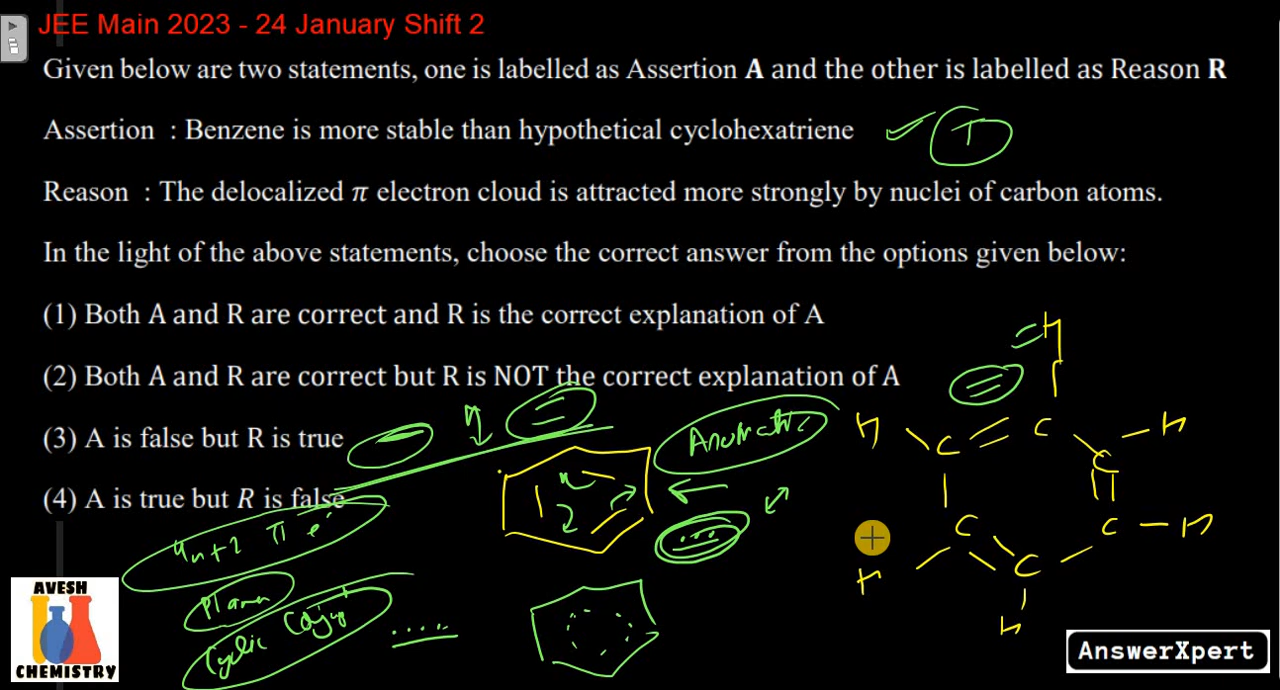 JEE Main 2023 - 24 January Shift 2
Given below are two statements, one is labelled as Assertion A and the other is labelled as Reason R
Assertion : Benzene is more stable than hypothetical cyclohexatriene
T
Reason : The delocalized π electron cloud is attracted more strongly by nuclei of carbon atoms.
In the light of the above statements, choose the correct answer from the options given below:
(1) Both A and R are correct and R is the correct explanation of A
(2) Both A and R are correct but R is NOT the correct explanation of A
(3) A is false but R is true
(4) A is true but R is false
4n+2 π e⁻
Cyclic
H
H C C H
C
C C H
H C
H
AVESH
CHEMISTRY
AnswerXpert